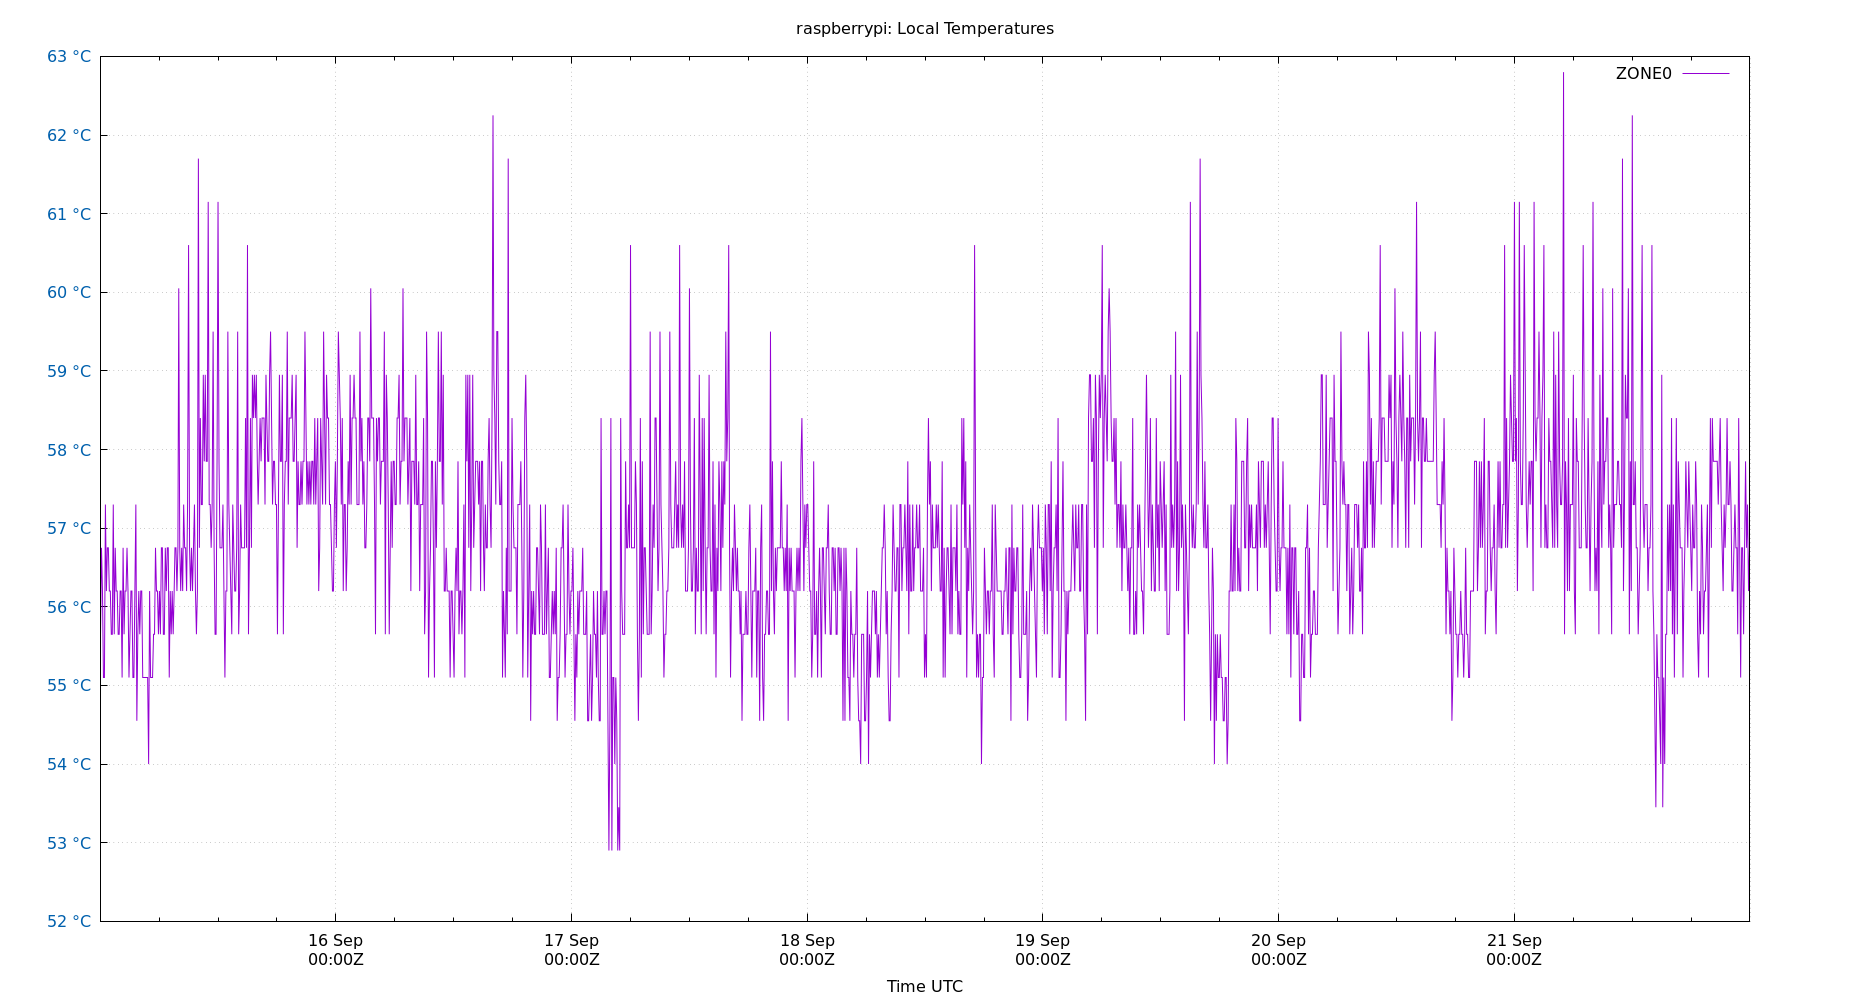 raspberrypi: Local Temperatures
63 °C
ZONE0
62 °C
61 °C
60 °C
59 °C
58 °C
57 °C
56 °C
55 °C
54 °C
53 °C
52 °C
16 Sep 17 Sep 18 Sep 19 Sep 20 Sep 21 Sep
00:00Z 00:00Z 00:00Z 00:00Z 00:00Z 00:00Z
Time UTC